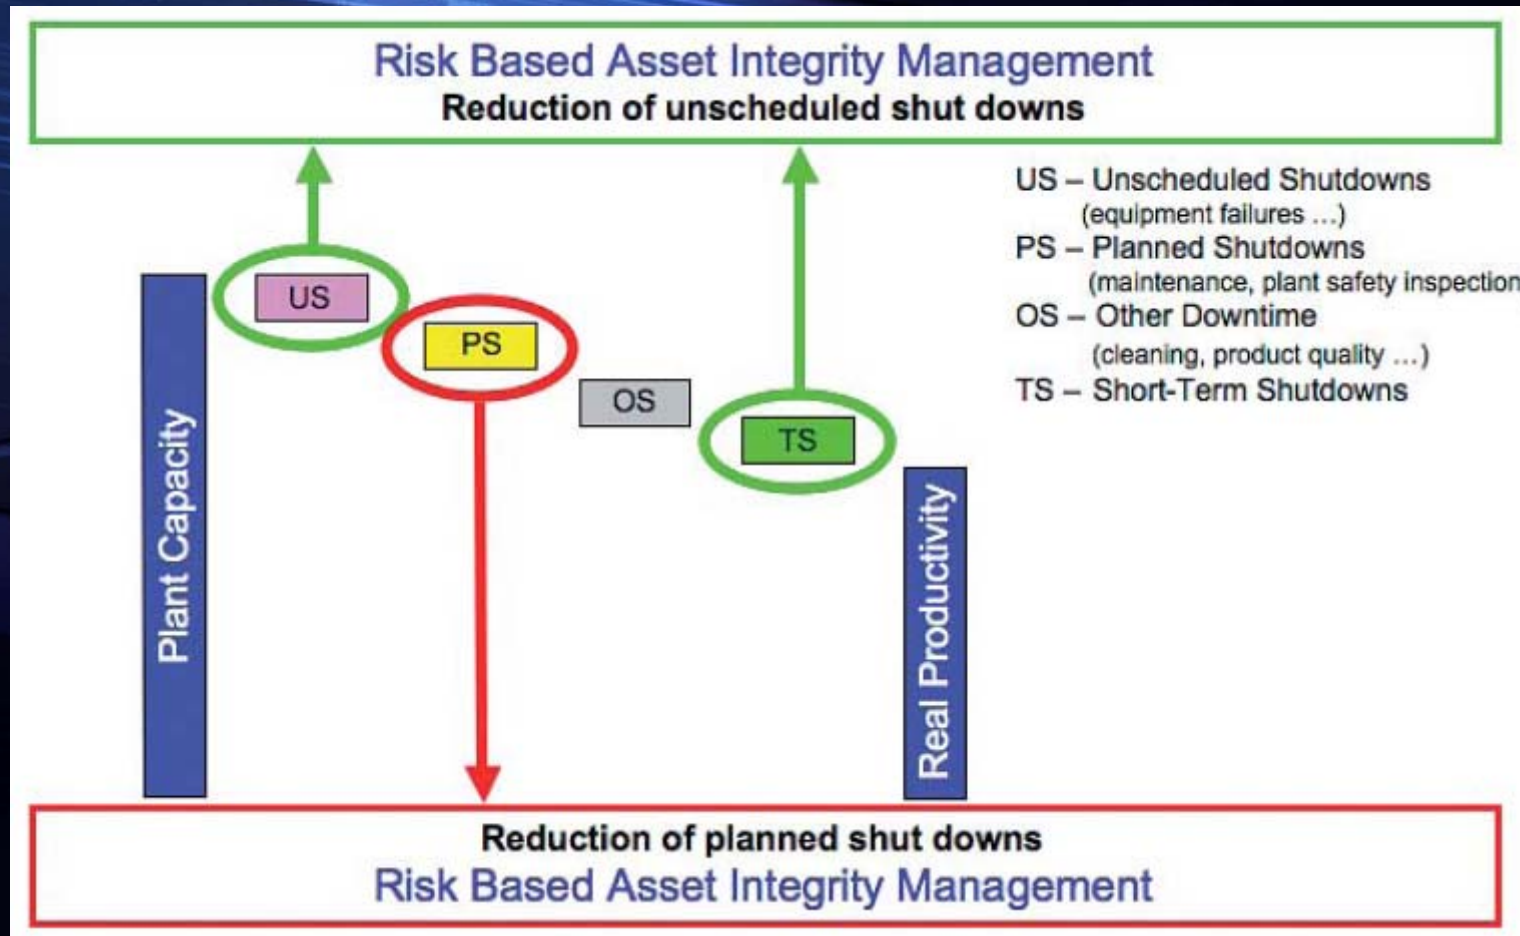 Risk Based Asset Integrity Management
Reduction of unscheduled shut downs
US – Unscheduled Shutdowns
(equipment failures ...)
PS – Planned Shutdowns
(maintenance, plant safety inspection
OS – Other Downtime
(cleaning, product quality ...)
TS – Short-Term Shutdowns
US
PS
OS
TS
Plant Capacity
Real Productivity
Reduction of planned shut downs
Risk Based Asset Integrity Management